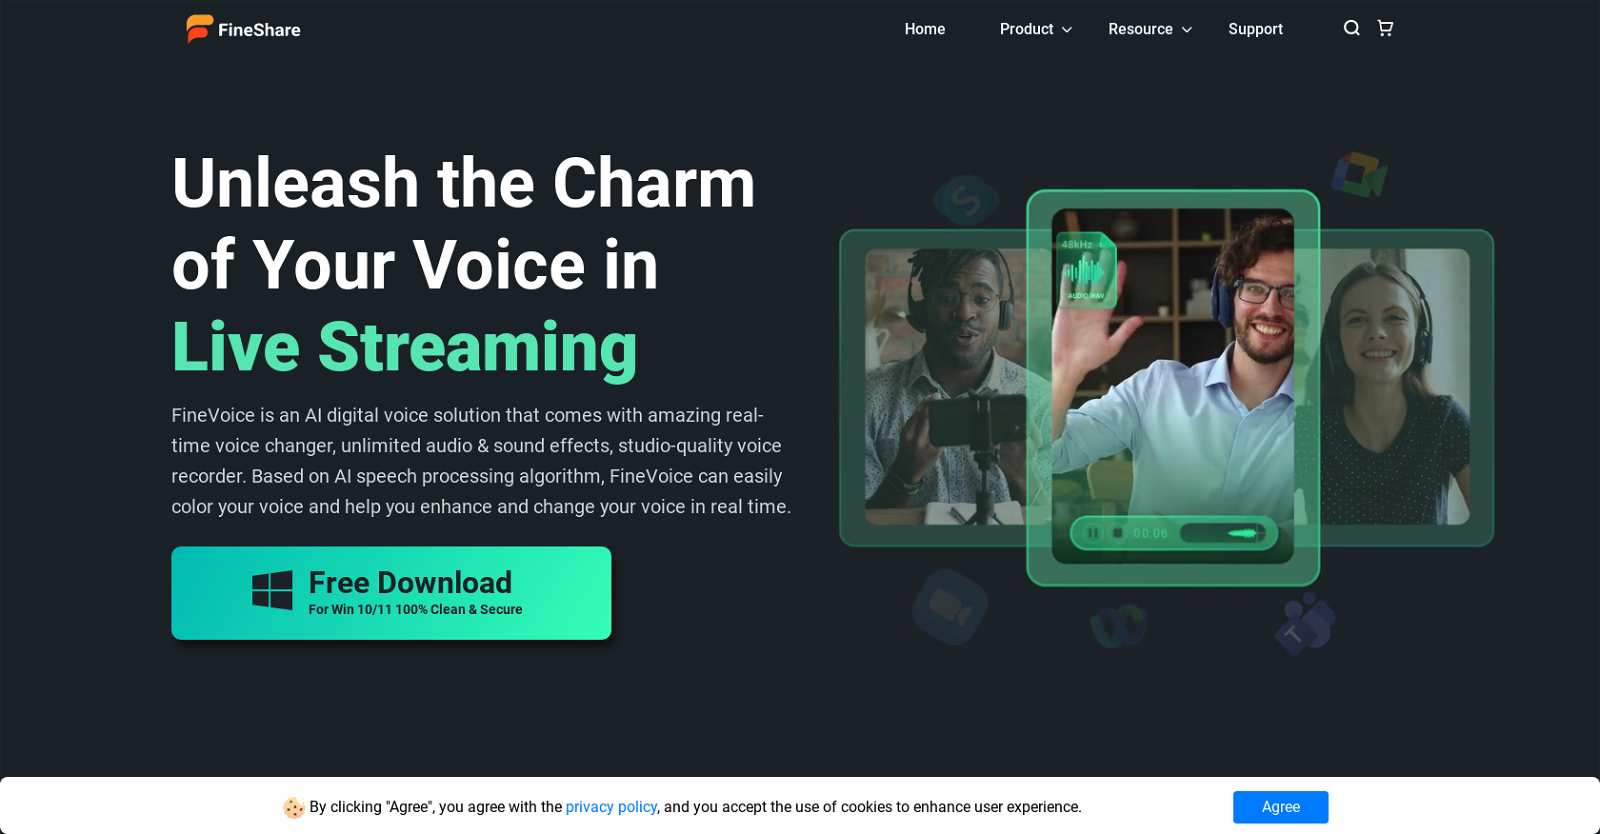 FineShare
Home
Product
Resource
Support
Unleash the Charm
of Your Voice in
Live Streaming
FineVoice is an AI digital voice solution that comes with amazing real-
time voice changer, unlimited audio & sound effects, studio-quality voice
recorder. Based on AI speech processing algorithm, FineVoice can easily
color your voice and help you enhance and change your voice in real time.
Free Download
For Win 10/11 100% Clean & Secure
48kHz
AUDIO.WAV
00:06
By clicking "Agree", you agree with the privacy policy, and you accept the use of cookies to enhance user experience.
Agree